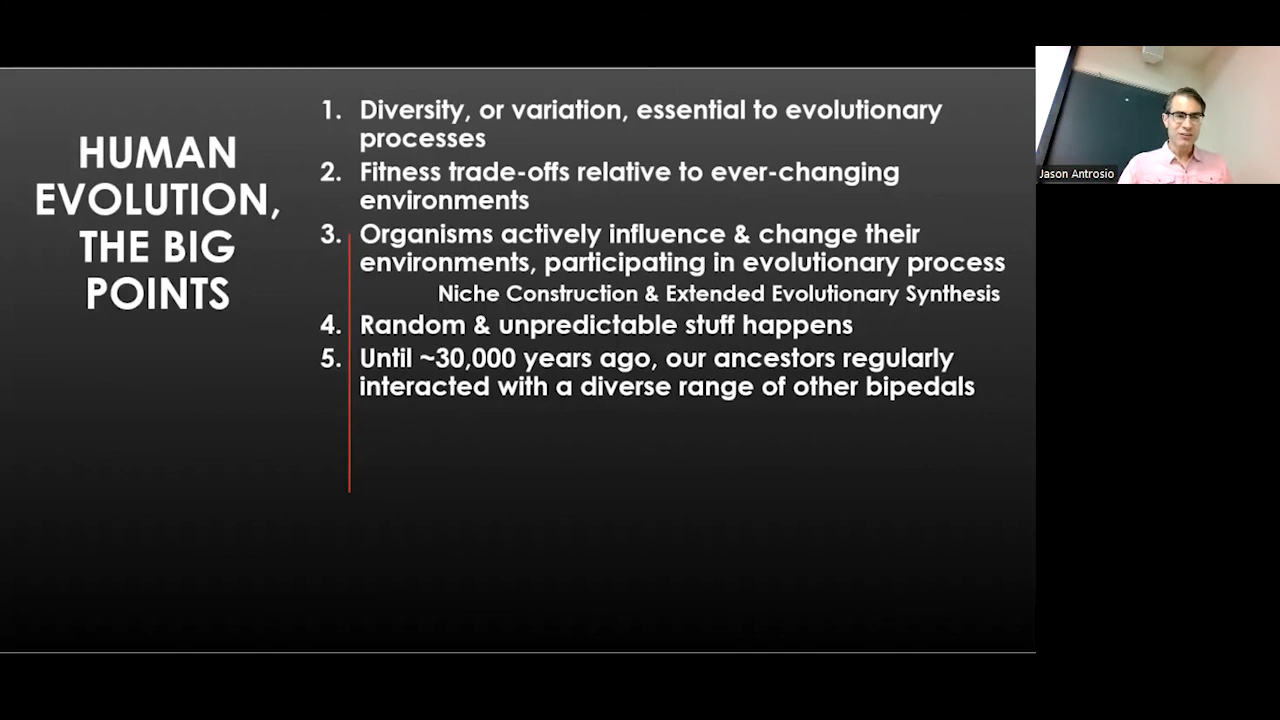 HUMAN
EVOLUTION,
THE BIG
POINTS
1. Diversity, or variation, essential to evolutionary
processes
2. Fitness trade-offs relative to ever-changing
environments
3. Organisms actively influence & change their
environments, participating in evolutionary process
Niche Construction & Extended Evolutionary Synthesis
4. Random & unpredictable stuff happens
5. Until ~30,000 years ago, our ancestors regularly
interacted with a diverse range of other bipedals
Jason Antrosio